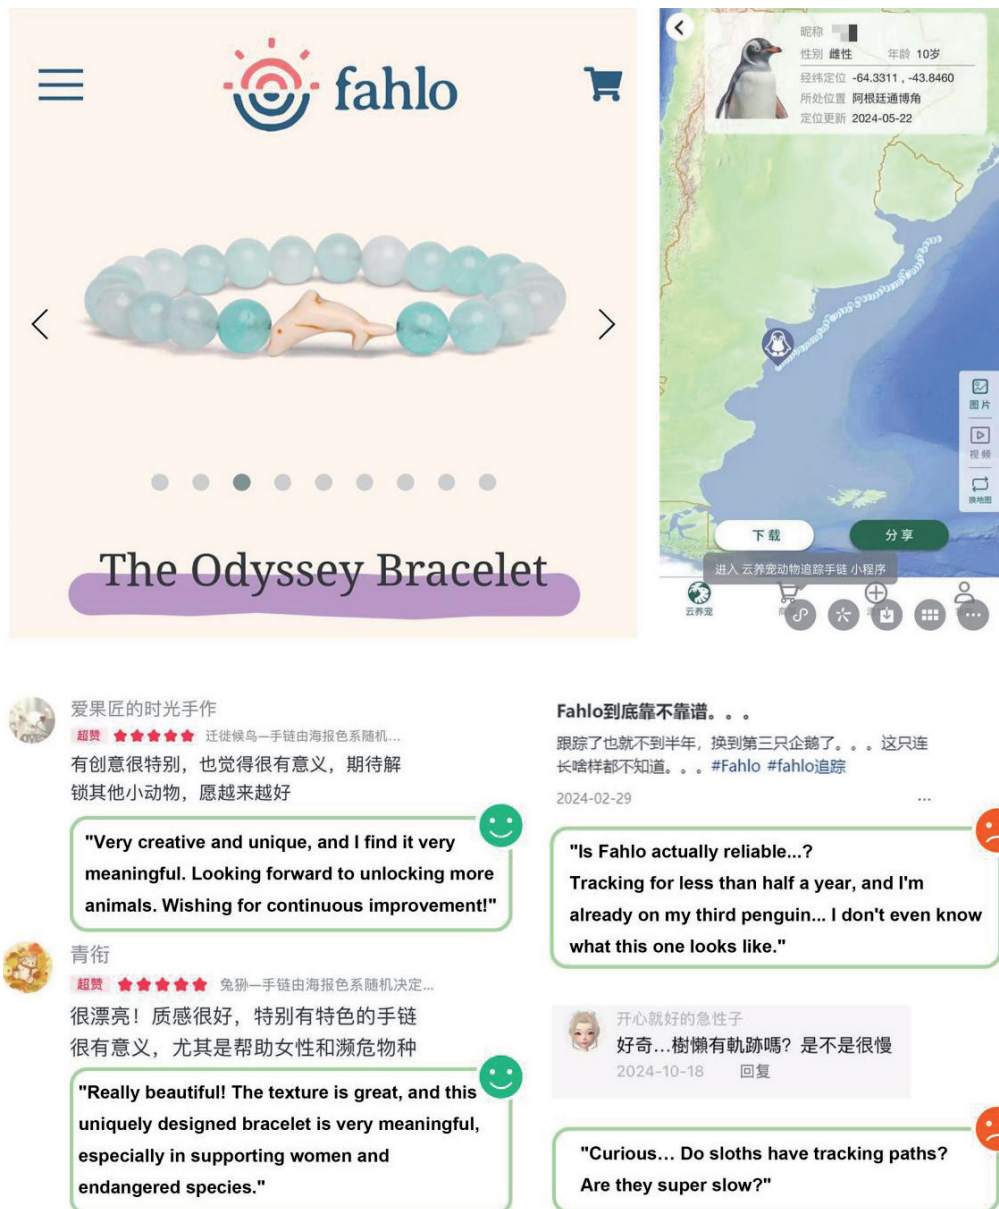 fahlo
The Odyssey Bracelet
昵称
性别 雌性 年龄 10岁
经纬定位 -64.3311 , -43.8460
所处位置 阿根廷通博角
定位更新 2024-05-22
图片
视频
换地图
下载 分享
进入 云养宠动物追踪手链 小程序
云养宠
爱果匠的时光手作
超赞 迁徙候鸟—手链由海报色系随机...
有创意很特别，也觉得很有意义，期待解
锁其他小动物，愿越来越好
"Very creative and unique, and I find it very
meaningful. Looking forward to unlocking more
animals. Wishing for continuous improvement!"
青衔
超赞 兔狲—手链由海报色系随机决定...
很漂亮！质感很好，特别有特色的手链
很有意义，尤其是帮助女性和濒危物种
"Really beautiful! The texture is great, and this
uniquely designed bracelet is very meaningful,
especially in supporting women and
endangered species."
Fahlo到底靠不靠谱。。。
跟踪了也就不到半年，换到第三只企鹅了。。。这只连
长啥样都不知道。。。#Fahlo #fahlo追踪
2024-02-29 ...
"Is Fahlo actually reliable...?
Tracking for less than half a year, and I'm
already on my third penguin... I don't even know
what this one looks like."
开心就好的急性子
好奇...樹懶有軌跡嗎？是不是很慢
2024-10-18 回复
"Curious... Do sloths have tracking paths?
Are they super slow?"